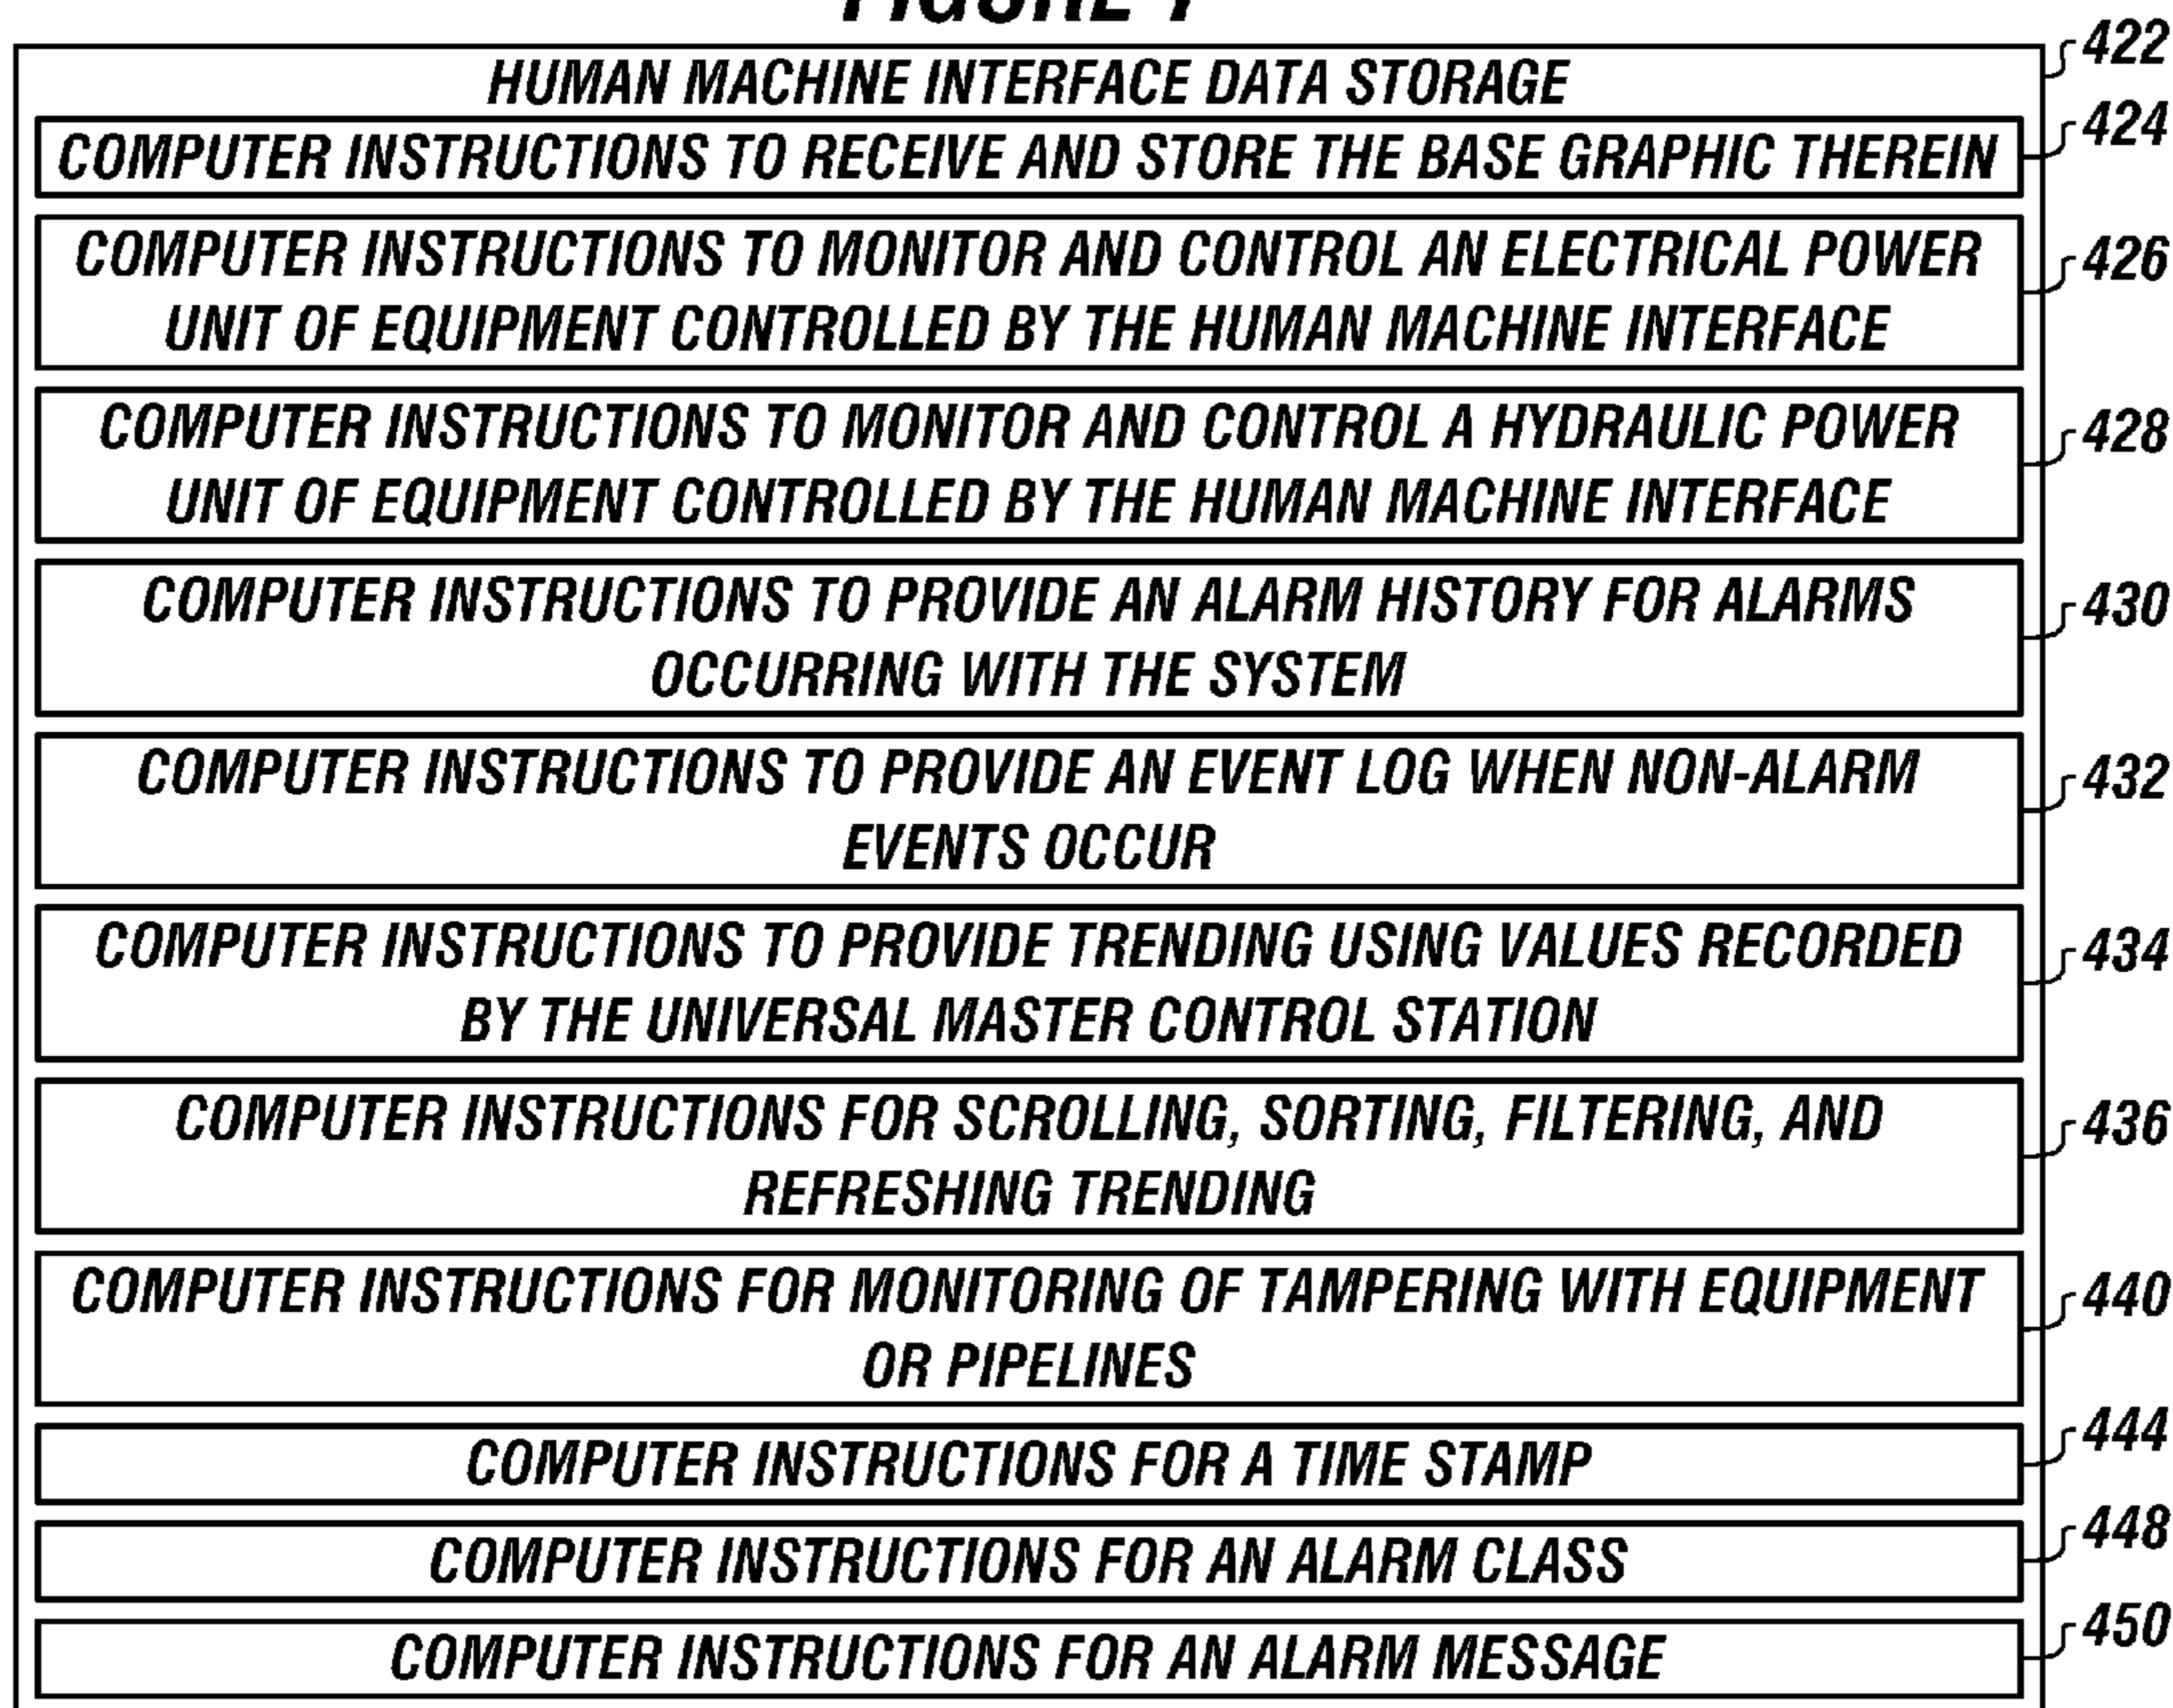 FIGURE 7
HUMAN MACHINE INTERFACE DATA STORAGE
422
COMPUTER INSTRUCTIONS TO RECEIVE AND STORE THE BASE GRAPHIC THEREIN
424
COMPUTER INSTRUCTIONS TO MONITOR AND CONTROL AN ELECTRICAL POWER
UNIT OF EQUIPMENT CONTROLLED BY THE HUMAN MACHINE INTERFACE
426
COMPUTER INSTRUCTIONS TO MONITOR AND CONTROL A HYDRAULIC POWER
UNIT OF EQUIPMENT CONTROLLED BY THE HUMAN MACHINE INTERFACE
428
COMPUTER INSTRUCTIONS TO PROVIDE AN ALARM HISTORY FOR ALARMS
OCCURRING WITH THE SYSTEM
430
COMPUTER INSTRUCTIONS TO PROVIDE AN EVENT LOG WHEN NON-ALARM
EVENTS OCCUR
432
COMPUTER INSTRUCTIONS TO PROVIDE TRENDING USING VALUES RECORDED
BY THE UNIVERSAL MASTER CONTROL STATION
434
COMPUTER INSTRUCTIONS FOR SCROLLING, SORTING, FILTERING, AND
REFRESHING TRENDING
436
COMPUTER INSTRUCTIONS FOR MONITORING OF TAMPERING WITH EQUIPMENT
OR PIPELINES
440
COMPUTER INSTRUCTIONS FOR A TIME STAMP
444
COMPUTER INSTRUCTIONS FOR AN ALARM CLASS
448
COMPUTER INSTRUCTIONS FOR AN ALARM MESSAGE
450